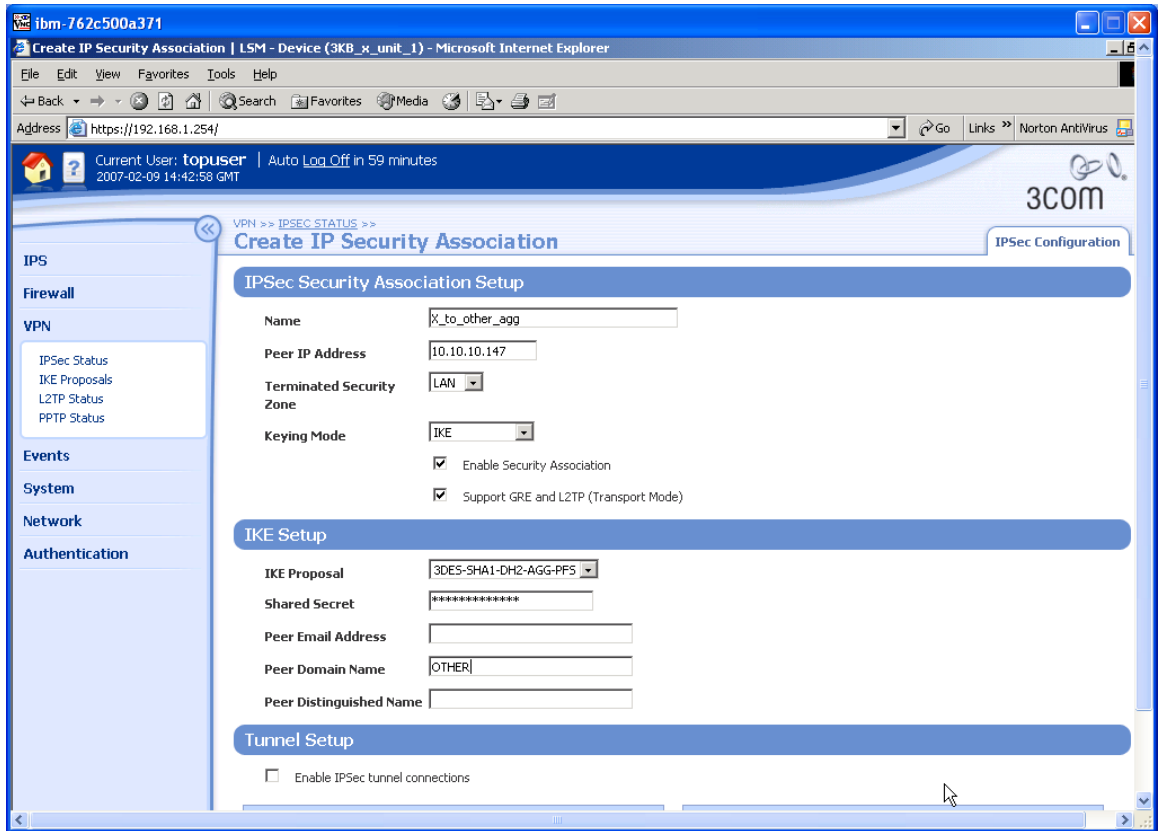 ibm-762c500a371
Create IP Security Association | LSM - Device (3KB_x_unit_1) - Microsoft Internet Explorer
File Edit View Favorites Tools Help
Back Search Favorites Media
Address https://192.168.1.254/ Go Links » Norton AntiVirus
Current User: topuser | Auto Log Off in 59 minutes
2007-02-09 14:42:58 GMT
3COM
VPN >> IPSEC STATUS >>
Create IP Security Association
IPSec Configuration
IPS
Firewall
VPN
IPSec Status
IKE Proposals
L2TP Status
PPTP Status
Events
System
Network
Authentication
IPSec Security Association Setup
Name X_to_other_agg
Peer IP Address 10.10.10.147
Terminated Security Zone LAN
Keying Mode IKE
Enable Security Association
Support GRE and L2TP (Transport Mode)
IKE Setup
IKE Proposal 3DES-SHA1-DH2-AGG-PFS
Shared Secret *************
Peer Email Address
Peer Domain Name OTHER
Peer Distinguished Name
Tunnel Setup
Enable IPSec tunnel connections